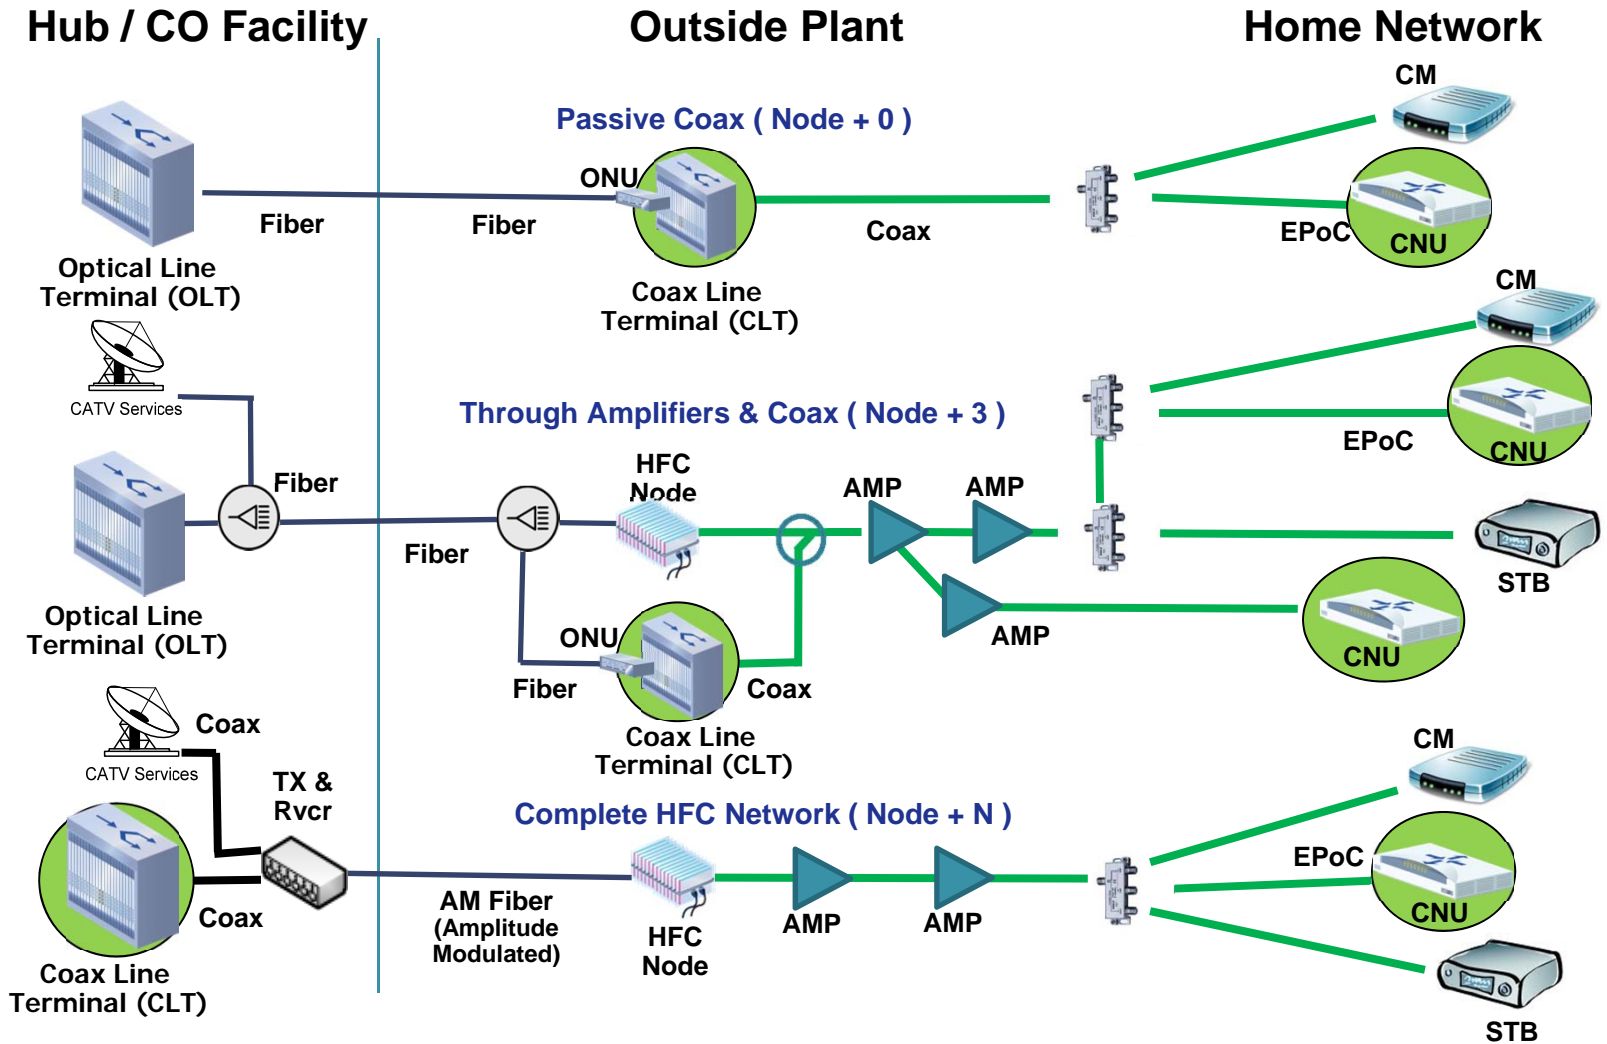 Hub / CO Facility
Outside Plant
Home Network
CM
Passive Coax ( Node + 0 )
ONU
Fiber
Fiber
Coax
EPoC
CNU
Optical Line
Terminal (OLT)
Coax Line
Terminal (CLT)
CM
CATV Services
Through Amplifiers & Coax ( Node + 3 )
EPoC
CNU
HFC
Node
AMP
AMP
Fiber
Fiber
STB
Optical Line
Terminal (OLT)
ONU
AMP
CNU
Fiber
Coax
Coax Line
Terminal (CLT)
Coax
CATV Services
TX &
Rvcr
CM
Complete HFC Network ( Node + N )
EPoC
CNU
Coax
AM Fiber
(Amplitude
Modulated)
HFC
Node
AMP
AMP
Coax Line
Terminal (CLT)
STB